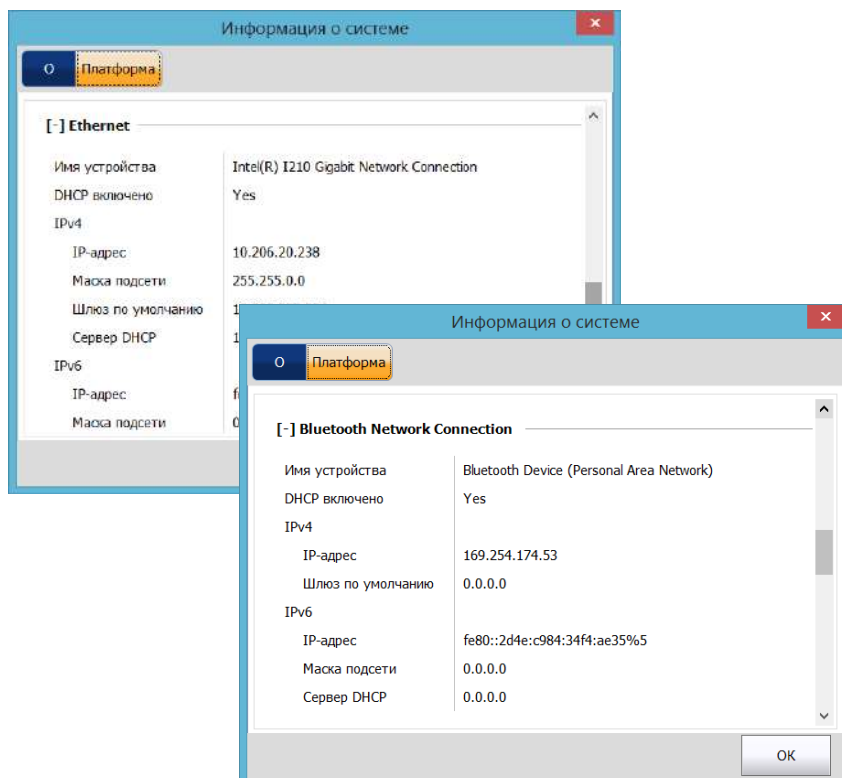 Информация о системе
О Платформа
[-] Ethernet
Имя устройства Intel(R) I210 Gigabit Network Connection
DHCP включено Yes
IPv4
IP-адрес 10.206.20.238
Маска подсети 255.255.0.0
Шлюз по умолчанию
Сервер DHCP
IPv6
IP-адрес
Маска подсети
Информация о системе
О Платформа
[-] Bluetooth Network Connection
Имя устройства Bluetooth Device (Personal Area Network)
DHCP включено Yes
IPv4
IP-адрес 169.254.174.53
Шлюз по умолчанию 0.0.0.0
IPv6
IP-адрес fe80::2d4e:c984:34f4:ae35%5
Маска подсети 0.0.0.0
Сервер DHCP 0.0.0.0
OK